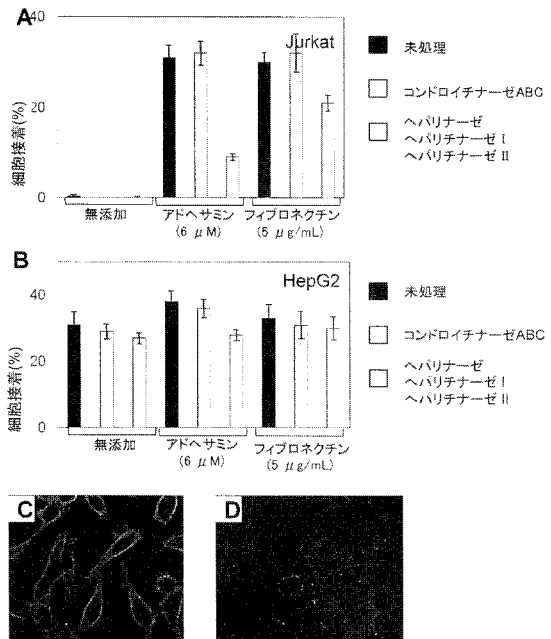 A
40
Jurkat
20
0
細胞接着(%)
無添加
アドヘサミン
(6 μM)
フィブロネクチン
(5 μg/mL)
未処理
コンドロイチナーゼABC
ヘパリナーゼ
ヘパリチナーゼ I
ヘパリチナーゼ II
B
HepG2
40
20
0
細胞接着(%)
無添加
アドヘサミン
(6 μM)
フィブロネクチン
(5 μg/mL)
未処理
コンドロイチナーゼABC
ヘパリナーゼ
ヘパリチナーゼ I
ヘパリチナーゼ II
C
D